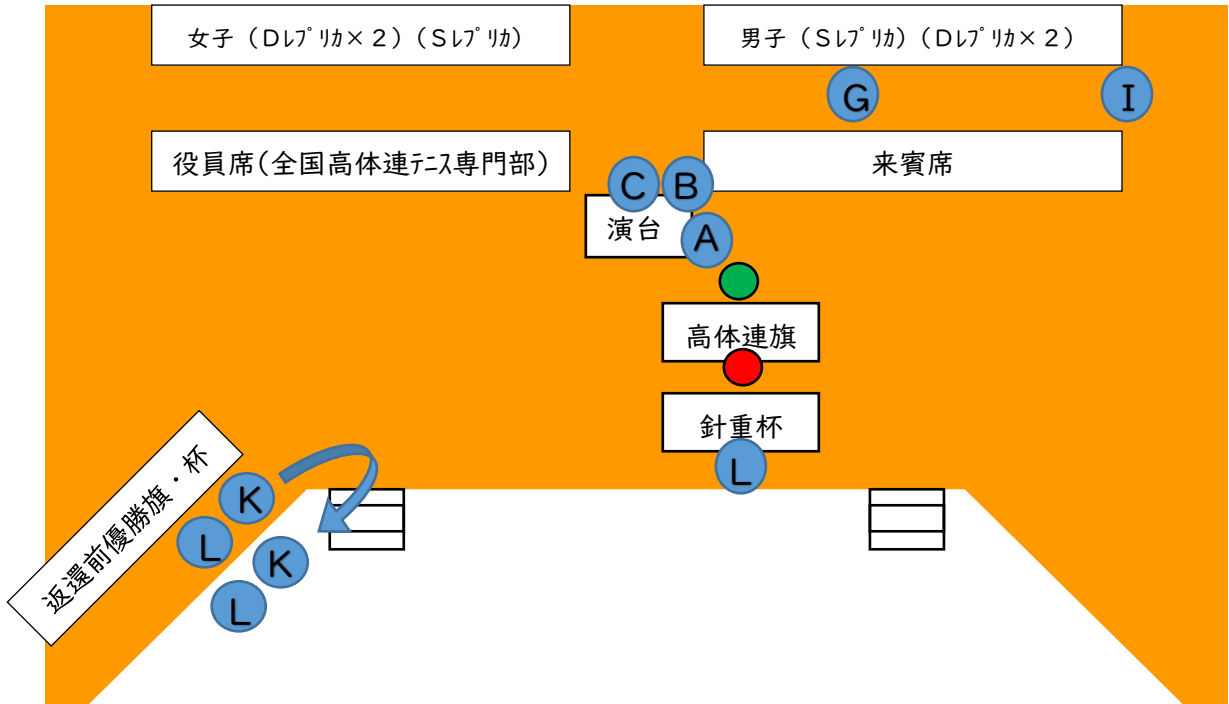 女子（Dﾚﾌﾟﾘｶ×２）（Sﾚﾌﾟﾘｶ）
男子（Sﾚﾌﾟﾘｶ）（Dﾚﾌﾟﾘｶ×２）
G
I
役員席(全国高体連ﾃﾆｽ専門部)
来賓席
C
B
演台
A
高体連旗
針重杯
L
返還前優勝旗・杯
K
L
K
L